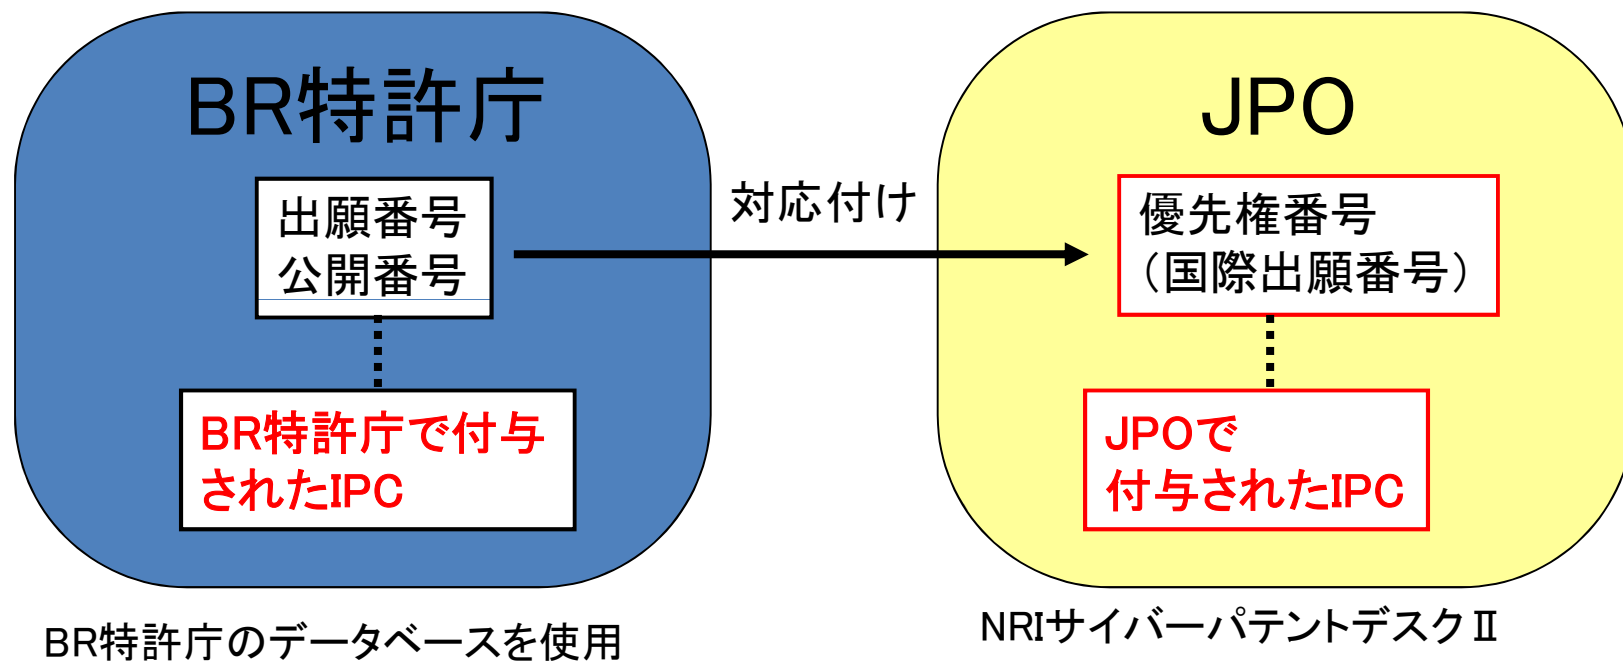 BR特許庁
出願番号
公開番号
BR特許庁で付与
されたIPC
BR特許庁のデータベースを使用
対応付け
JPO
優先権番号
（国際出願番号）
JPOで
付与されたIPC
NRIサイバーパテントデスクⅡ